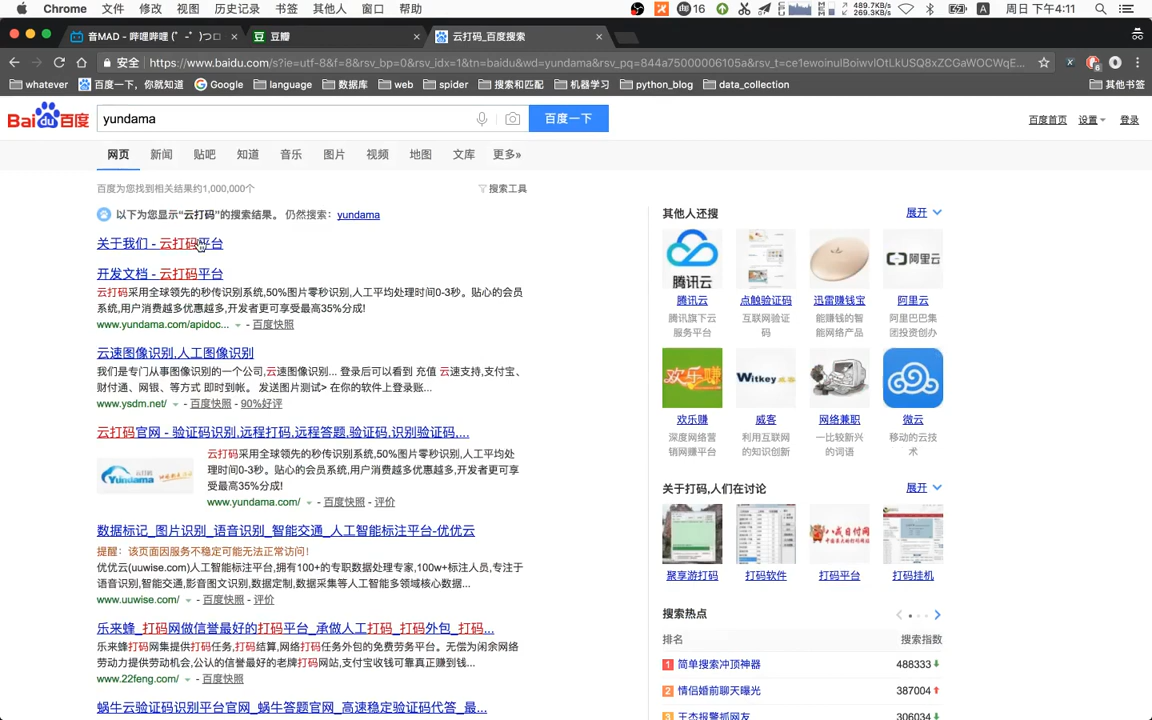 Chrome 文件 修改 视图 历史记录 书签 其他人 窗口 帮助
16 489.7KB/s 269.3KB/s 周日 下午4:11
音MAD - 哔哩哔哩 (゜-゜)つロ
豆瓣
云打码_百度搜索
安全 https://www.baidu.com/s?ie=utf-8&f=8&rsv_bp=0&rsv_idx=1&tn=baidu&wd=yundama&rsv_pq=844a75000006105a&rsv_t=ce1ewoinuIBoiwvlOtLkUSQ8xZCGaWOCWqE...
whatever 百度一下，你就知道 Google language 数据库 web spider 搜索和匹配 机器学习 python_blog data_collection 其他书签
Baidu百度 yundama 百度一下
百度首页 设置 登录
网页 新闻 贴吧 知道 音乐 图片 视频 地图 文库 更多»
百度为您找到相关结果约1,000,000个 搜索工具
以下为您显示“云打码”的搜索结果。 仍然搜索：yundama
关于我们 - 云打码平台
开发文档 - 云打码平台
云打码采用全球领先的秒传识别系统,50%图片零秒识别,人工平均处理时间0-3秒。贴心的会员
系统,用户消费越多优惠越多,开发者更可享受最高35%分成!
www.yundama.com/apidoc... - 百度快照
云速图像识别,人工图像识别
我们是专门从事图像识别的一个公司,云速图像识别... 登录后可以看到 充值 云速支持,支付宝、
财付通、网银、等方式 即时到帐。 发送图片测试> 在你的软件上登录账...
www.ysdm.net/ - 百度快照 - 90%好评
云打码官网 - 验证码识别,远程打码,远程答题,验证码,识别验证码,...
Yundama
云打码采用全球领先的秒传识别系统,50%图片零秒识别,人工平均处
理时间0-3秒。贴心的会员系统,用户消费越多优惠越多,开发者更可享
受最高35%分成!
www.yundama.com/ - 百度快照 - 评价
数据标记_图片识别_语音识别_智能交通_人工智能标注平台-优优云
提醒：该页面因服务不稳定可能无法正常访问!
优优云(uuwise.com)人工智能标注平台,拥有100+的专职数据处理专家,100w+标注人员,专注于
语音识别,智能交通,影音图文识别,数据定制,数据采集等人工智能多领域核心数据...
www.uuwise.com/ - 百度快照 - 评价
乐来蜂_打码网做信誉最好的打码平台_承做人工打码_打码外包_打码...
乐来蜂打码网集提供打码任务,打码结算,网络打码任务外包的免费劳务平台。无偿为闲余网络
劳动力提供劳动机会,公认的信誉最好的老牌打码网站,支付宝收钱可靠真正赚到钱...
www.22feng.com/ - 百度快照
蜗牛云验证码识别平台官网_蜗牛答题官网_高速稳定验证码代答_最...
其他人还搜 展开
腾讯云 阿里云
腾讯云 点触验证码 迅雷赚钱宝 阿里云
腾讯旗下云 互联网验证 能赚钱的智 阿里巴巴集
服务平台 码 能网络产品 团投资创办
欢乐赚 Witkey 威客
欢乐赚 威客 网络兼职 微云
深度网络营 利用互联网 一比较新兴 移动的云技
销网赚平台 的知识创新 的词语 术
关于打码,人们在讨论 展开
聚享游打码 打码软件 打码平台 打码挂机
搜索热点
排名 搜索指数
1 简单搜索冲顶神器 488333
2 情侣婚前聊天曝光 387004
3 王杰报警抓网友 306034